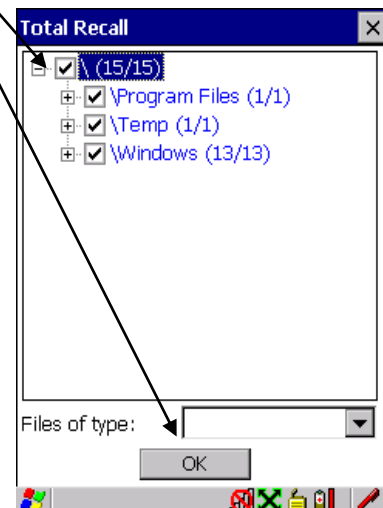 Total Recall
\ (15/15)
\Program Files (1/1)
\Temp (1/1)
\Windows (13/13)
Files of type:
OK